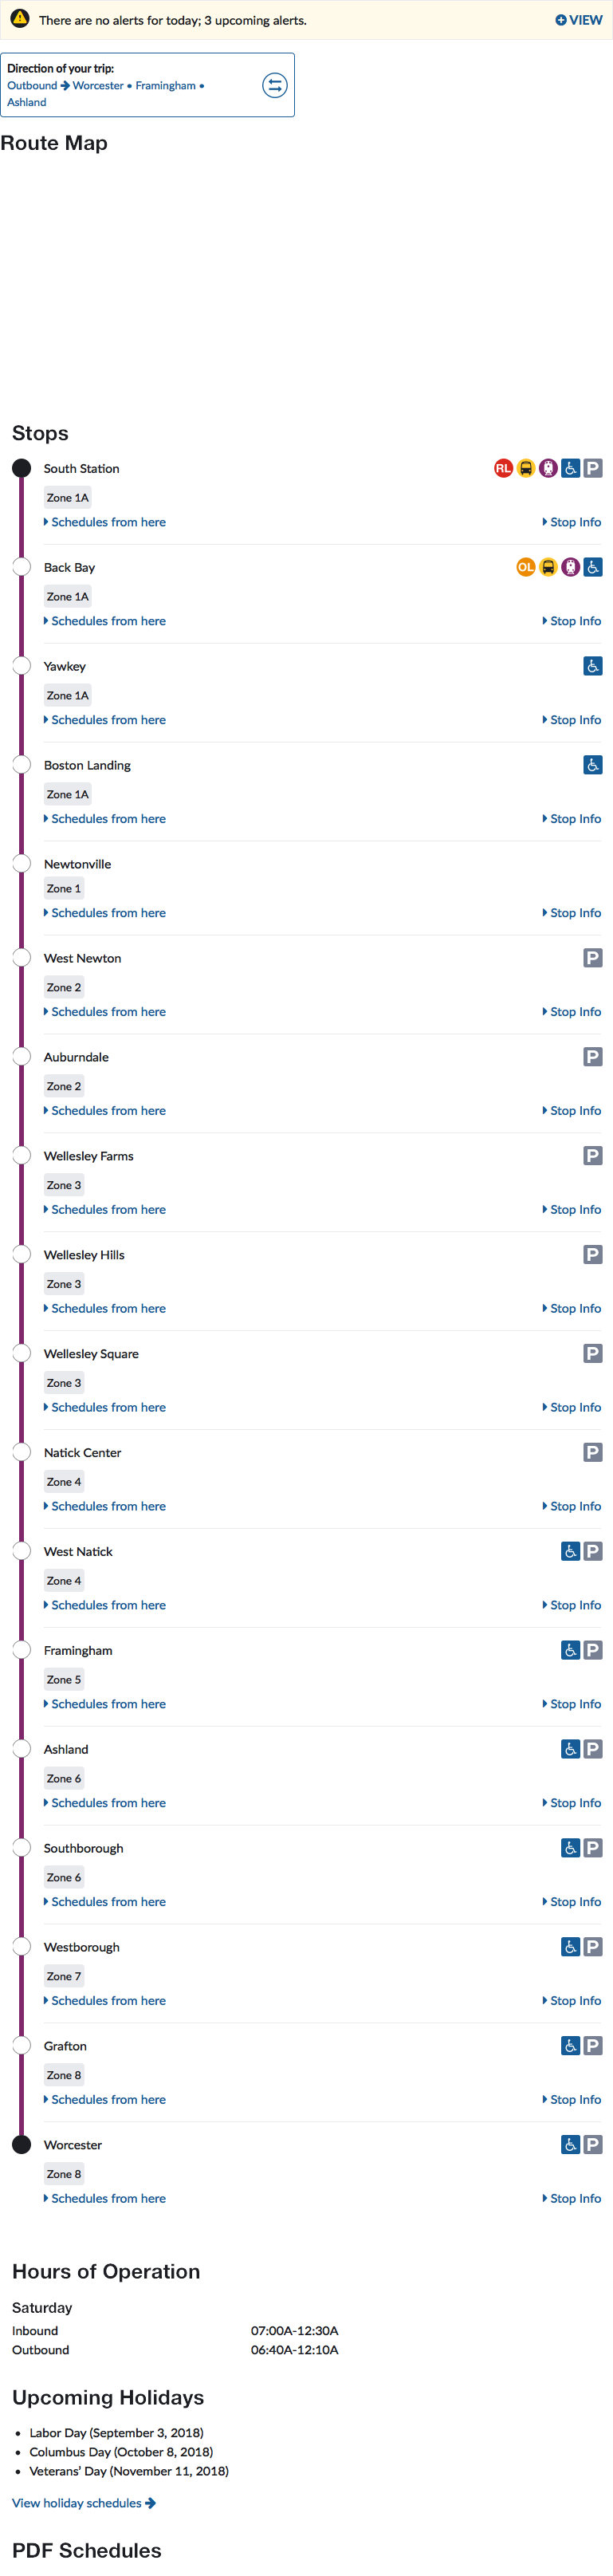 There are no alerts for today; 3 upcoming alerts. VIEW
Direction of your trip:
Outbound → Worcester • Framingham •
Ashland
Route Map
Stops
South Station RL P
Zone 1A
Schedules from here Stop Info
Back Bay OL
Zone 1A
Schedules from here Stop Info
Yawkey
Zone 1A
Schedules from here Stop Info
Boston Landing
Zone 1A
Schedules from here Stop Info
Newtonville
Zone 1
Schedules from here Stop Info
West Newton P
Zone 2
Schedules from here Stop Info
Auburndale P
Zone 2
Schedules from here Stop Info
Wellesley Farms P
Zone 3
Schedules from here Stop Info
Wellesley Hills P
Zone 3
Schedules from here Stop Info
Wellesley Square P
Zone 3
Schedules from here Stop Info
Natick Center P
Zone 4
Schedules from here Stop Info
West Natick P
Zone 4
Schedules from here Stop Info
Framingham P
Zone 5
Schedules from here Stop Info
Ashland P
Zone 6
Schedules from here Stop Info
Southborough P
Zone 6
Schedules from here Stop Info
Westborough P
Zone 7
Schedules from here Stop Info
Grafton P
Zone 8
Schedules from here Stop Info
Worcester P
Zone 8
Schedules from here Stop Info
Hours of Operation
Saturday
Inbound 07:00A-12:30A
Outbound 06:40A-12:10A
Upcoming Holidays
• Labor Day (September 3, 2018)
• Columbus Day (October 8, 2018)
• Veterans’ Day (November 11, 2018)
View holiday schedules →
PDF Schedules